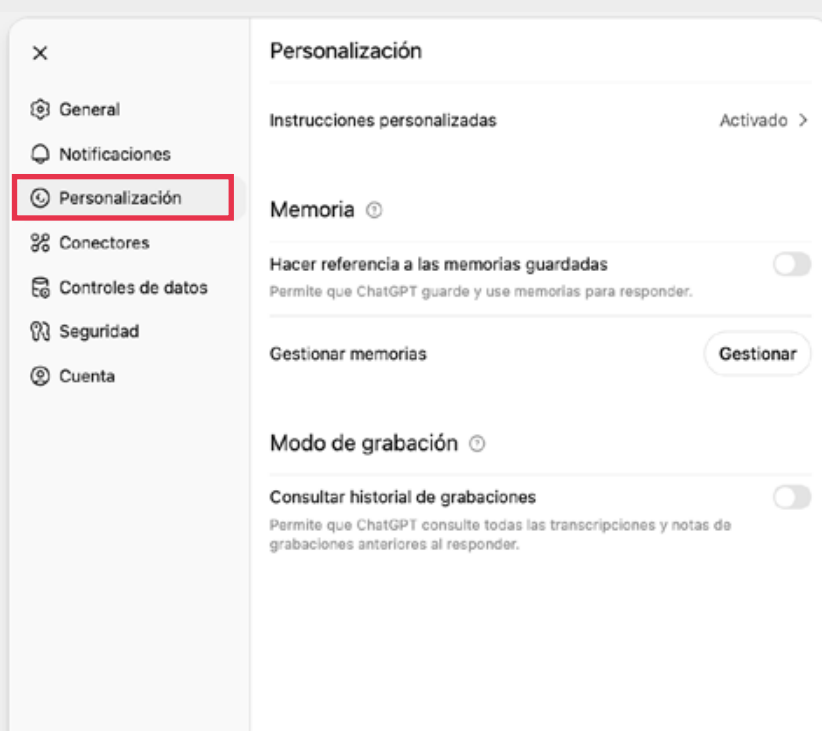 Personalización
General
Notificaciones
Personalización
Conectores
Controles de datos
Seguridad
Cuenta
Instrucciones personalizadas
Activado
Memoria
Hacer referencia a las memorias guardadas
Permite que ChatGPT guarde y use memorias para responder.
Gestionar memorias
Gestionar
Modo de grabación
Consultar historial de grabaciones
Permite que ChatGPT consulte todas las transcripciones y notas de
grabaciones anteriores al responder.